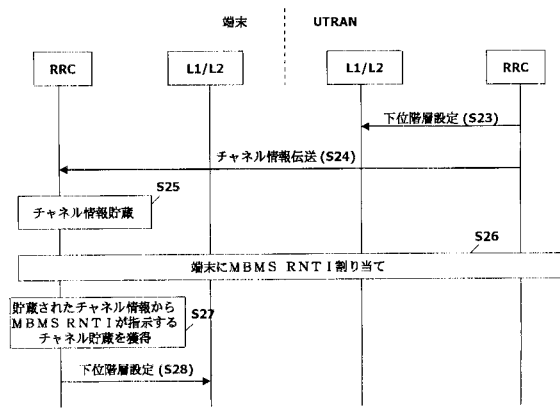 端末
UTRAN
RRC
L1/L2
L1/L2
RRC
下位階層設定 (S23)
チャネル情報伝送 (S24)
S25
チャネル情報貯蔵
S26
端末にMBMS RNTI割り当て
貯蔵されたチャネル情報から
MBMS RNTIが指示する
チャネル貯蔵を獲得
S27
下位階層設定 (S28)